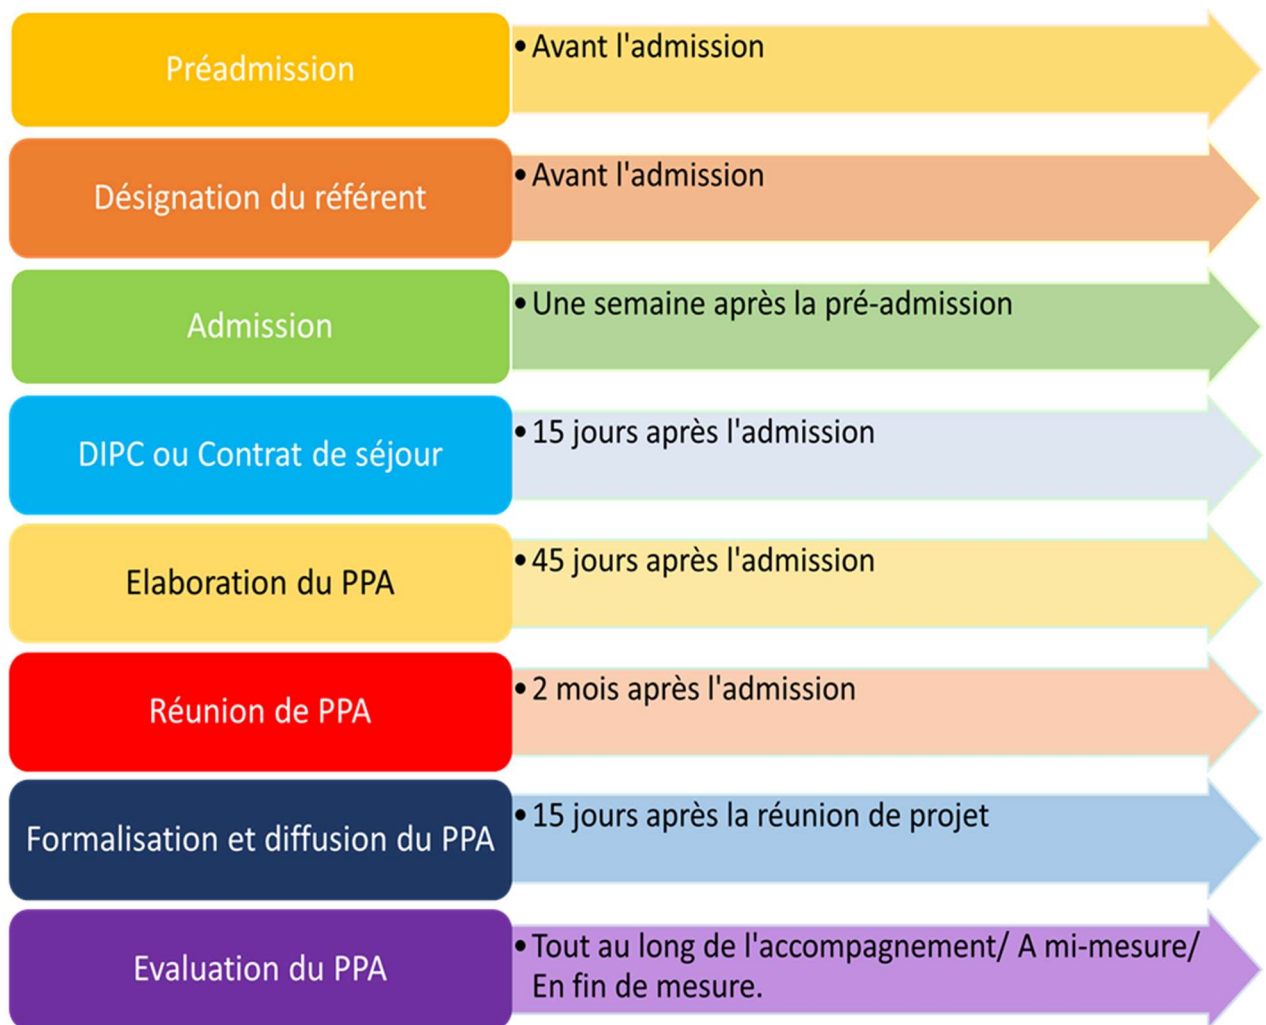 Préadmission
• Avant l'admission
Désignation du référent
• Avant l'admission
Admission
• Une semaine après la pré-admission
DIPC ou Contrat de séjour
• 15 jours après l'admission
Elaboration du PPA
• 45 jours après l'admission
Réunion de PPA
• 2 mois après l'admission
Formalisation et diffusion du PPA
• 15 jours après la réunion de projet
Evaluation du PPA
• Tout au long de l'accompagnement/ A mi-mesure/
En fin de mesure.